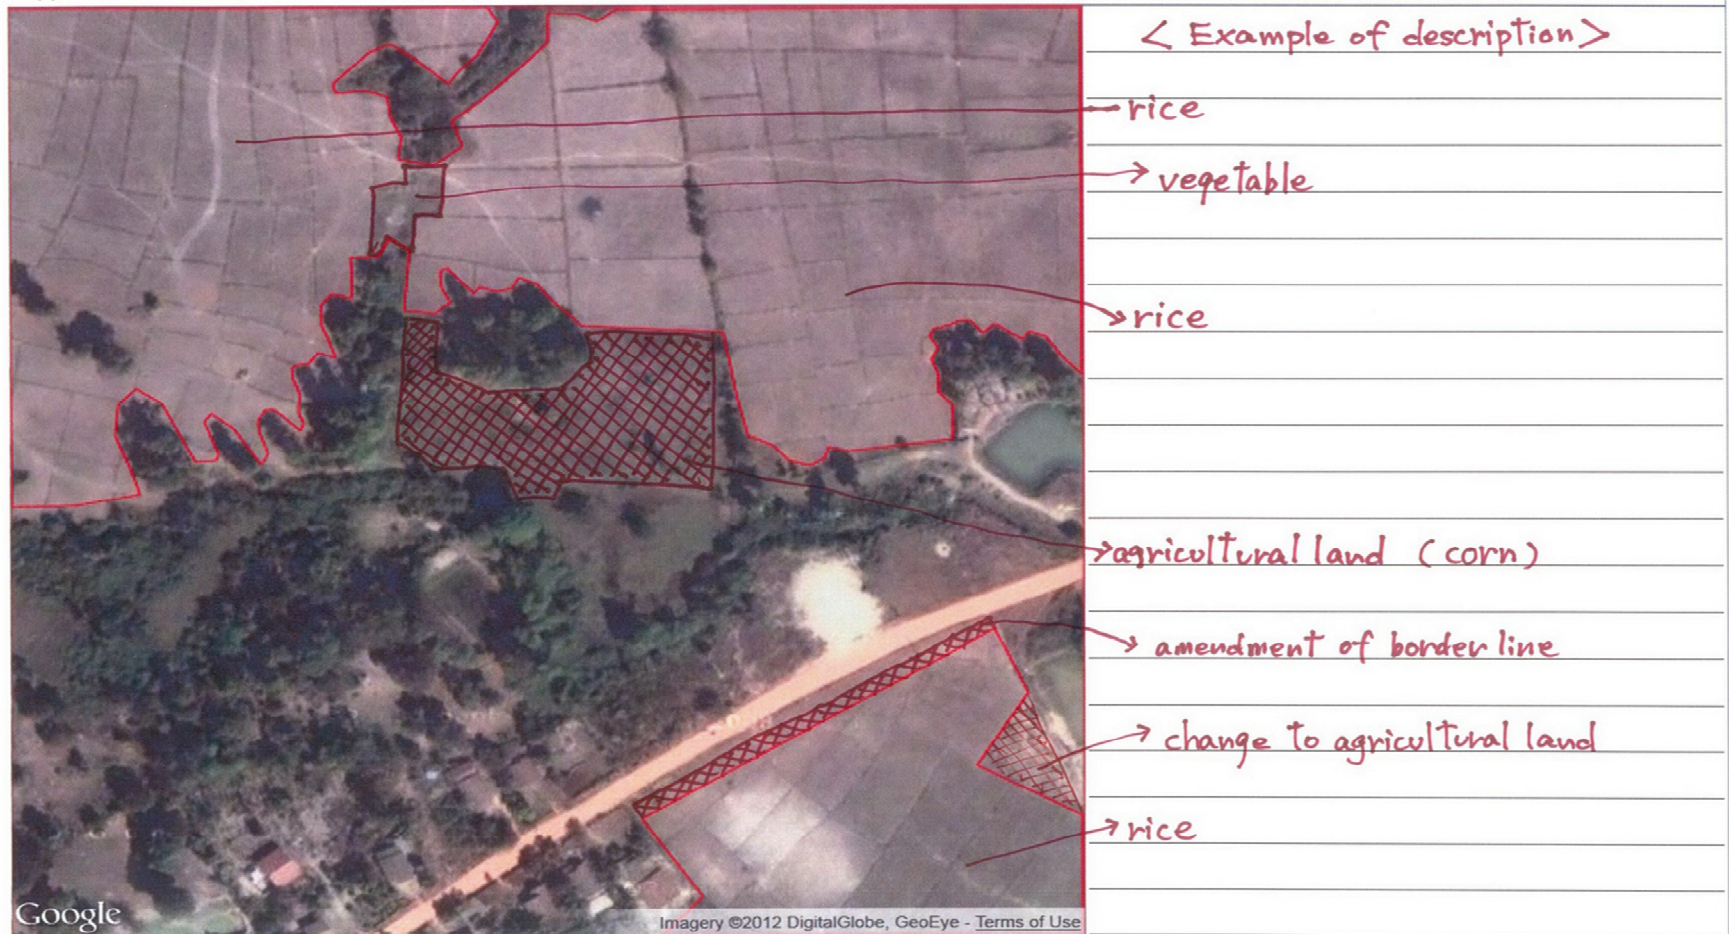 < Example of description >
rice
vegetable
rice
agricultural land (corn)
amendment of border line
change to agricultural land
rice
Google
Imagery ©2012 DigitalGlobe, GeoEye - Terms of Use